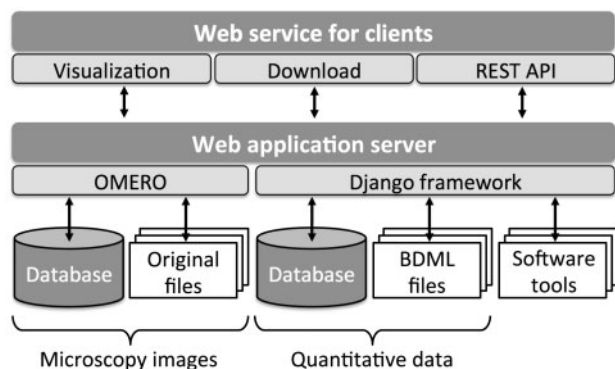 Web service for clients
Visualization
Download
REST API
Web application server
OMERO
Django framework
Database
Original
files
Database
BDML
files
Software
tools
Microscopy images
Quantitative data